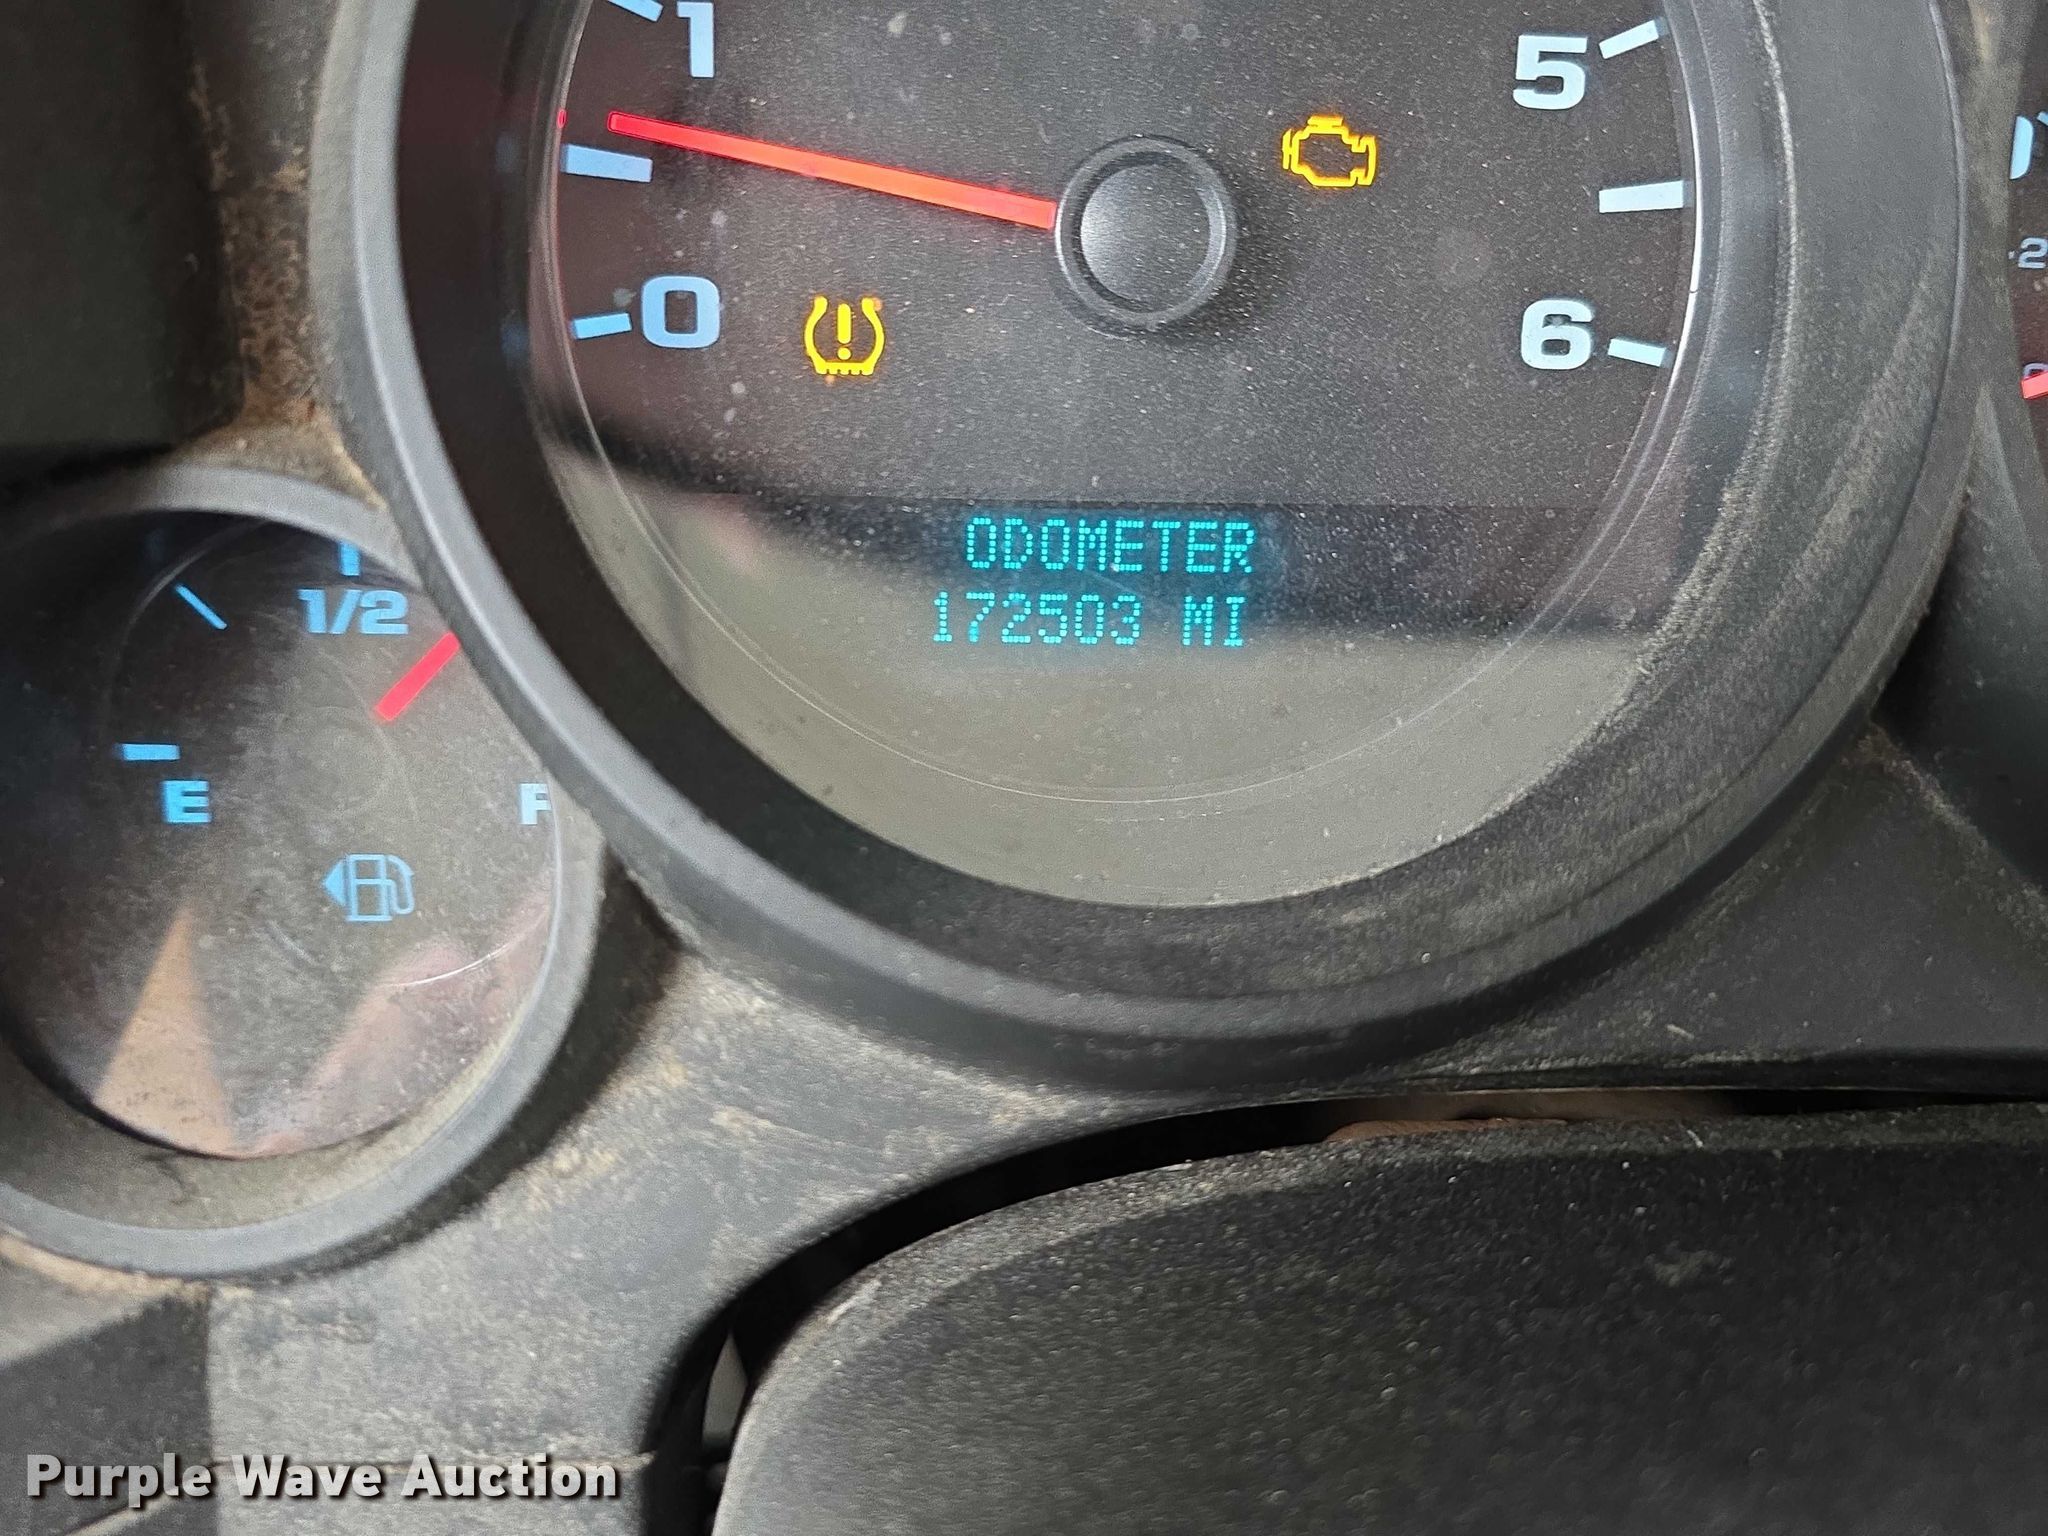 1
5
0
6
ODOMETER
172503 MI
1/2
E
F
Purple Wave Auction